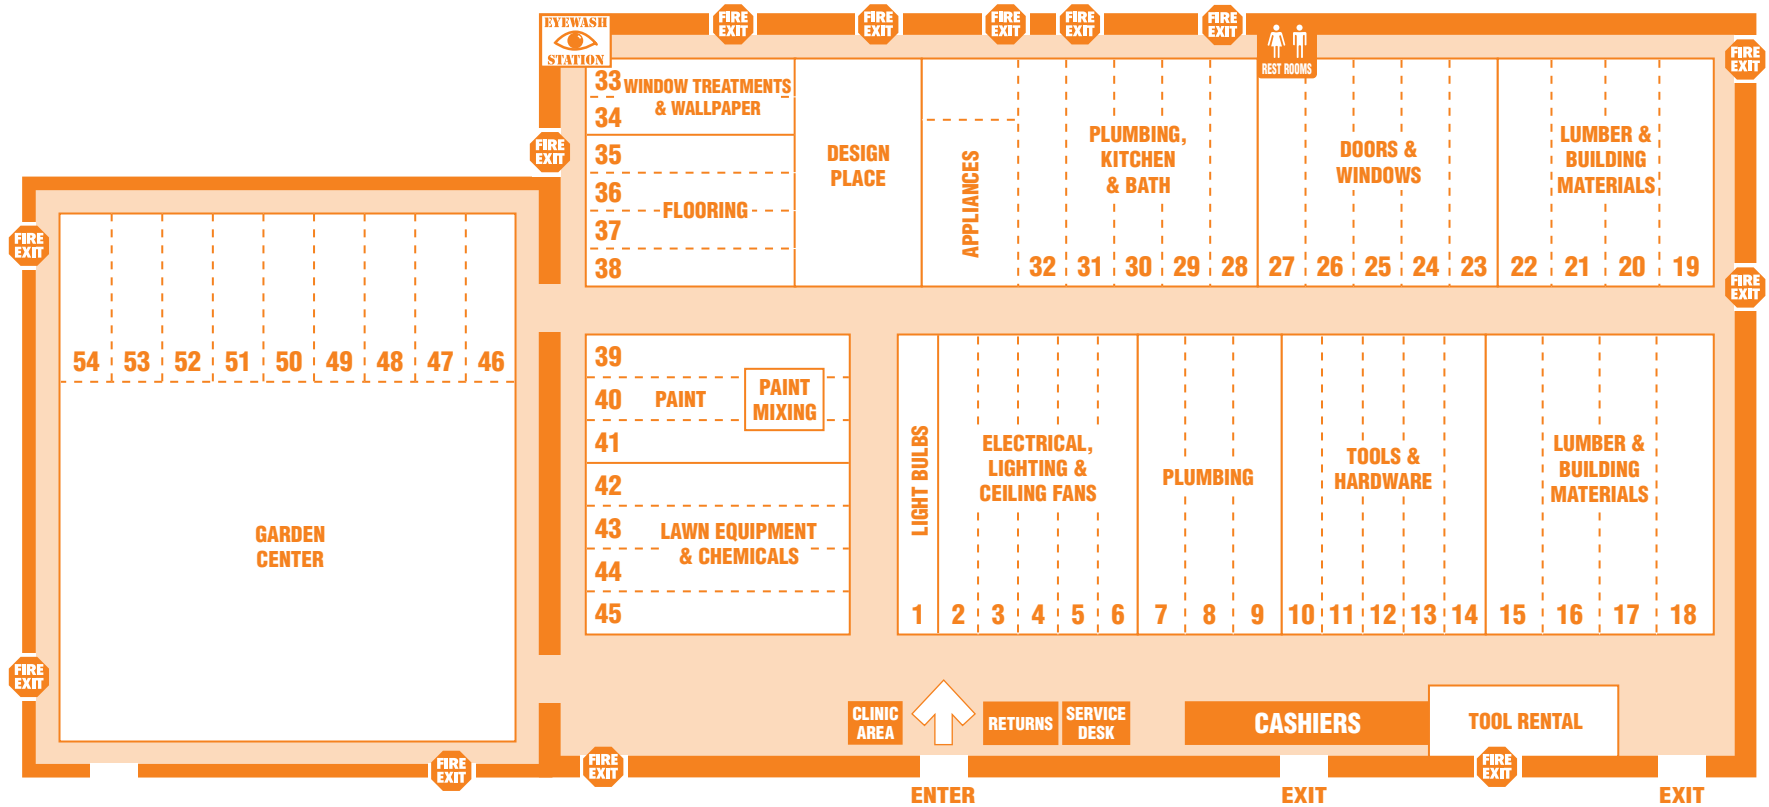 EYEWASH
STATION
FIRE
EXIT
FIRE
EXIT
FIRE
EXIT
FIRE
EXIT
FIRE
EXIT
REST ROOMS
FIRE
EXIT
33
34
WINDOW TREATMENTS
& WALLPAPER
35
36
37
38
FLOORING
FIRE
EXIT
DESIGN
PLACE
APPLIANCES
PLUMBING,
KITCHEN
& BATH
32 31 30 29 28
DOORS &
WINDOWS
27 26 25 24 23
LUMBER &
BUILDING
MATERIALS
22 21 20 19
FIRE
EXIT
FIRE
EXIT
54 53 52 51 50 49 48 47 46
GARDEN
CENTER
FIRE
EXIT
FIRE
EXIT
39
40
41
PAINT
PAINT
MIXING
42
43
44
45
LAWN EQUIPMENT
& CHEMICALS
LIGHT BULBS
1
ELECTRICAL,
LIGHTING &
CEILING FANS
2 3 4 5 6
PLUMBING
7 8 9
TOOLS &
HARDWARE
10 11 12 13 14
LUMBER &
BUILDING
MATERIALS
15 16 17 18
CLINIC
AREA
RETURNS
SERVICE
DESK
CASHIERS
TOOL RENTAL
FIRE
EXIT
FIRE
EXIT
ENTER
EXIT
EXIT